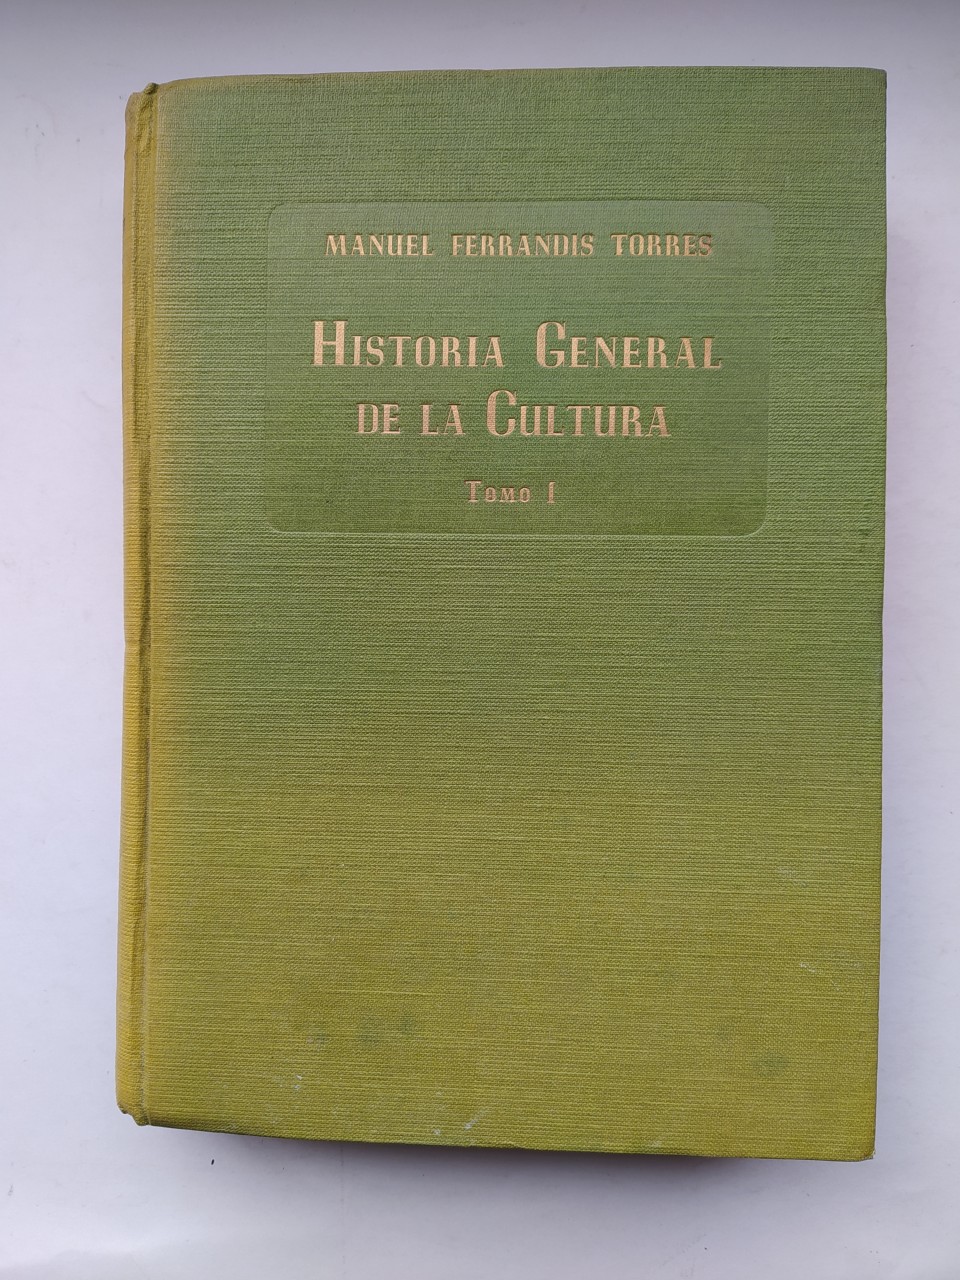 MANUEL FERRANDIS TORRES
HISTORIA GENERAL
DE LA CULTURA
TOMO I